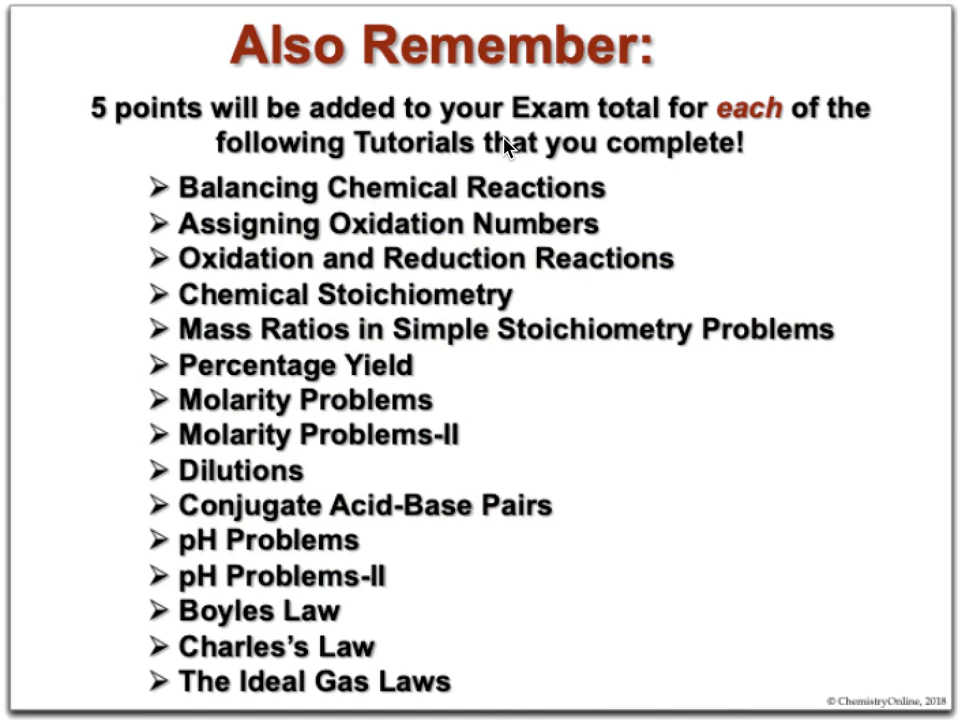 Also Remember:
5 points will be added to your Exam total for each of the
following Tutorials that you complete!
➢ Balancing Chemical Reactions
➢ Assigning Oxidation Numbers
➢ Oxidation and Reduction Reactions
➢ Chemical Stoichiometry
➢ Mass Ratios in Simple Stoichiometry Problems
➢ Percentage Yield
➢ Molarity Problems
➢ Molarity Problems-II
➢ Dilutions
➢ Conjugate Acid-Base Pairs
➢ pH Problems
➢ pH Problems-II
➢ Boyles Law
➢ Charles’s Law
➢ The Ideal Gas Laws
© ChemistryOnline, 2018